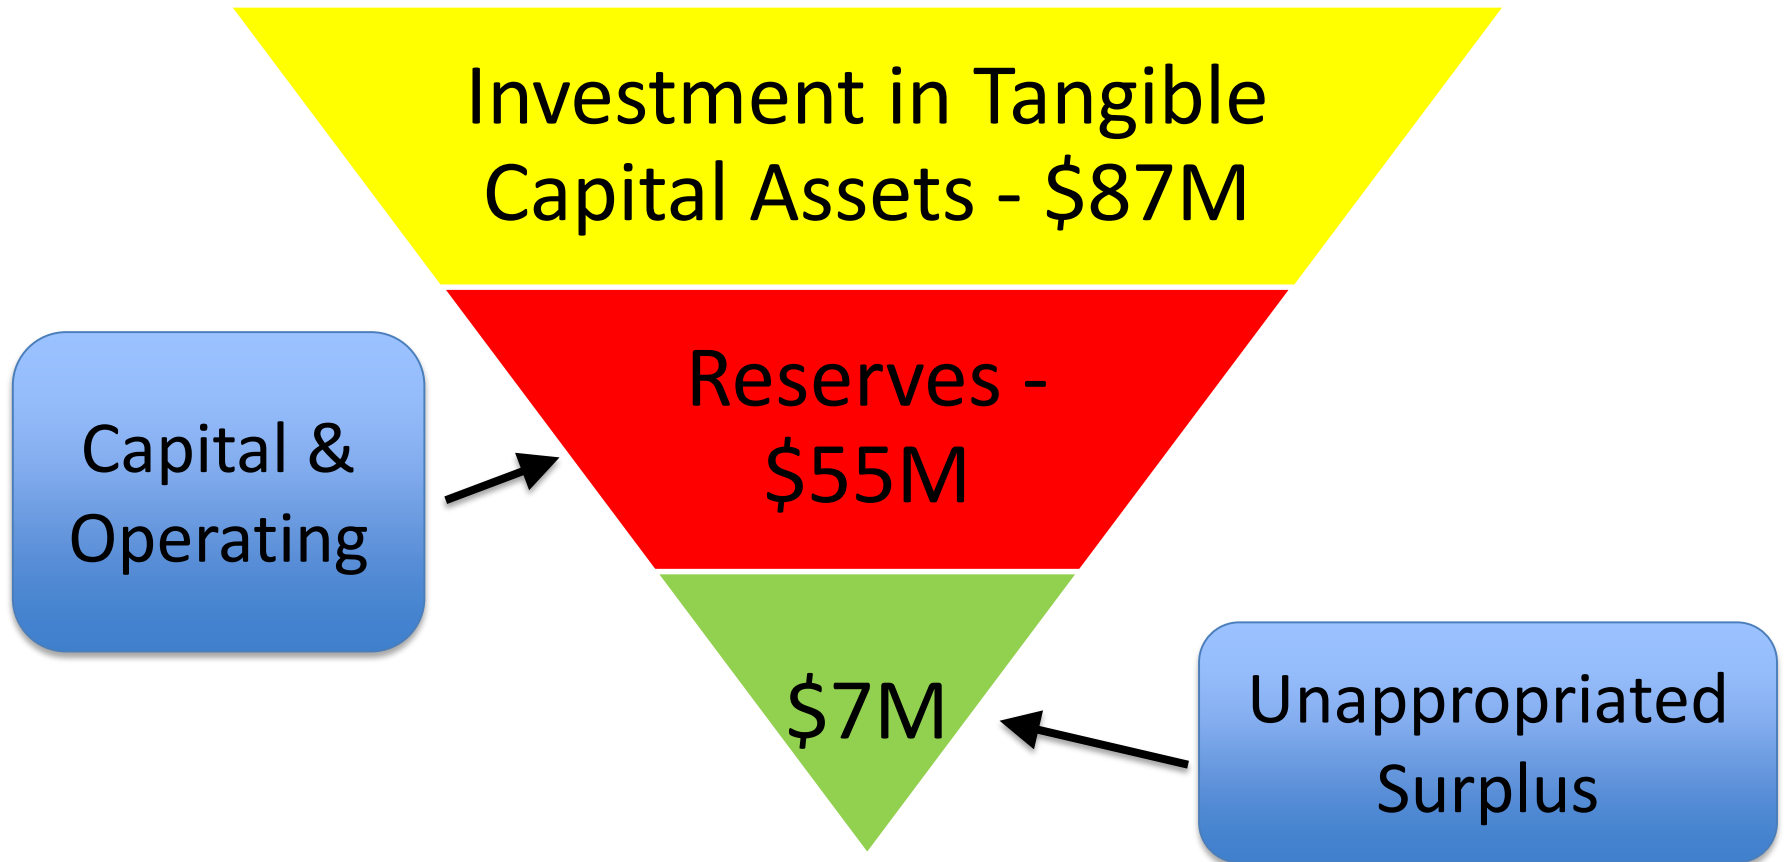 Investment in Tangible
Capital Assets - $87M
Reserves -
$55M
Capital &
Operating
$7M
Unappropriated
Surplus